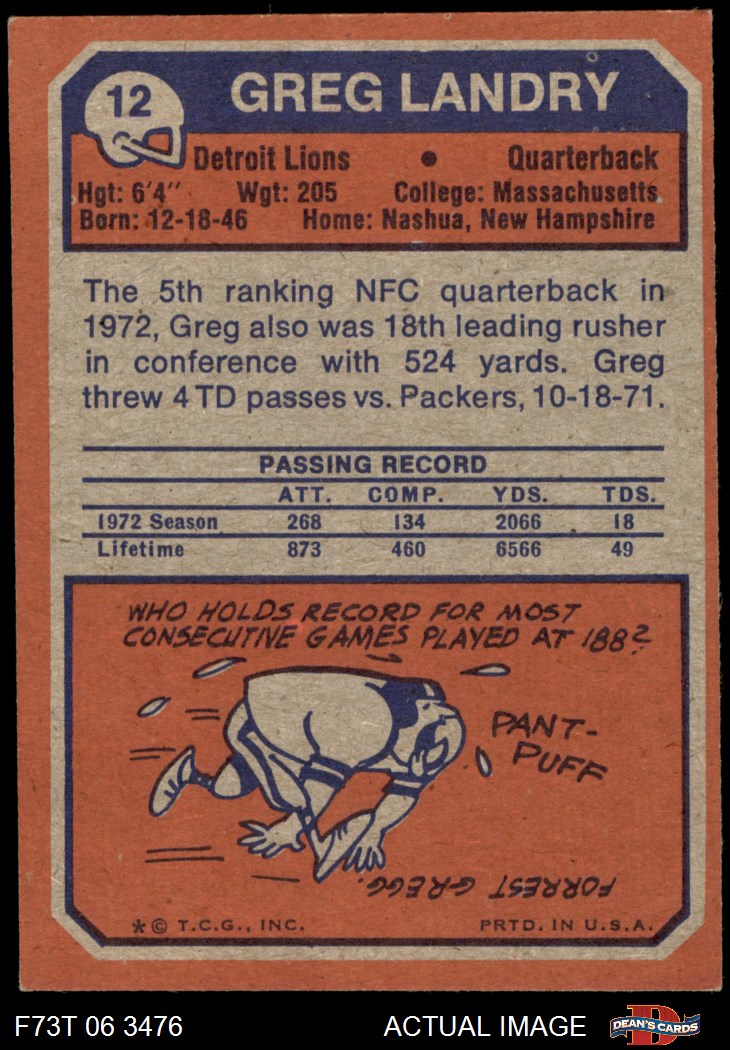 12
GREG LANDRY
Detroit Lions • Quarterback
Hgt: 6'4" Wgt: 205 College: Massachusetts
Born: 12-18-46 Home: Nashua, New Hampshire
The 5th ranking NFC quarterback in
1972, Greg also was 18th leading rusher
in conference with 524 yards. Greg
threw 4 TD passes vs. Packers, 10-18-71.
PASSING RECORD
ATT. COMP. YDS. TDS.
1972 Season 268 134 2066 18
Lifetime 873 460 6566 49
WHO HOLDS RECORD FOR MOST
CONSECUTIVE GAMES PLAYED AT 188?
PANT-
PUFF
FORREST GREGG.
*© T.C.G., INC. PRTD. IN U.S.A.
F73T 06 3476 ACTUAL IMAGE
DEAN'S CARDS